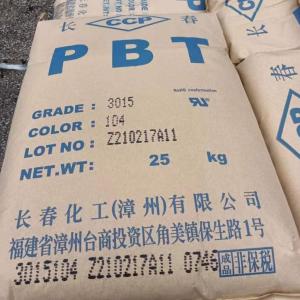 長 CCP 春
PBT
RoHS conformation
GRADE: 3015
COLOR: 104
LOT NO: Z210217A11
NET.WT: 25 kg
长春化工(漳州)有限公司
福建省漳州台商投资区角美镇保生路1号
3015104 Z210217A11 0746 成品 非保税